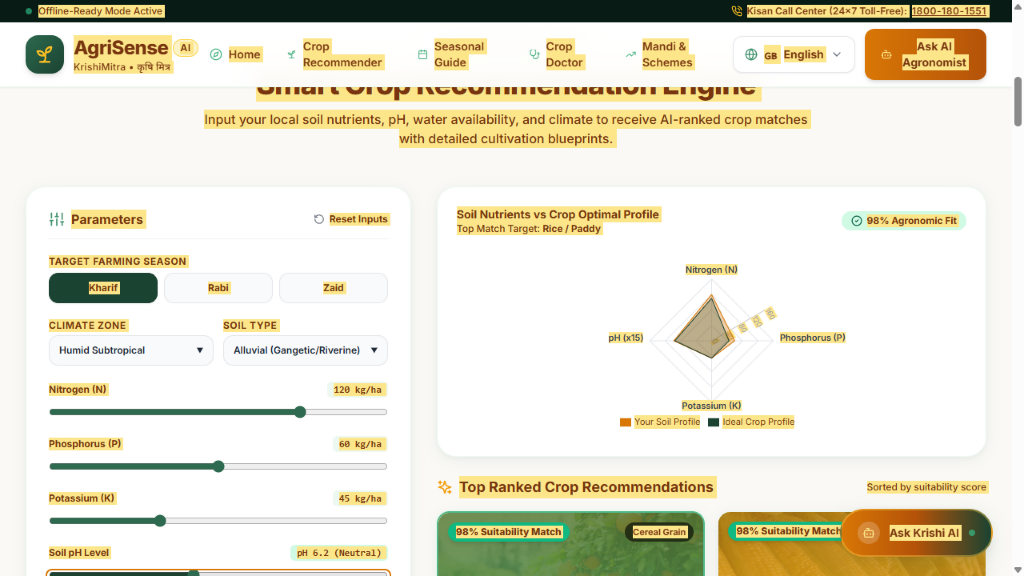 Offline-Ready Mode Active
Kisan Call Center (24×7 Toll-Free): 1800-180-1551
AgriSense AI
KrishiMitra • कृषि मित्र
Home
Crop Recommender
Seasonal Guide
Crop Doctor
Mandi & Schemes
GB English
Ask AI Agronomist
Smart Crop Recommendation Engine
Input your local soil nutrients, pH, water availability, and climate to receive AI-ranked crop matches
with detailed cultivation blueprints.
Parameters
Reset Inputs
TARGET FARMING SEASON
Kharif
Rabi
Zaid
CLIMATE ZONE
SOIL TYPE
Humid Subtropical
Alluvial (Gangetic/Riverine)
Nitrogen (N)
120 kg/ha
Phosphorus (P)
60 kg/ha
Potassium (K)
45 kg/ha
Soil pH Level
pH 6.2 (Neutral)
Soil Nutrients vs Crop Optimal Profile
Top Match Target: Rice / Paddy
98% Agronomic Fit
Nitrogen (N)
pH (x15)
Phosphorus (P)
Potassium (K)
Your Soil Profile
Ideal Crop Profile
Top Ranked Crop Recommendations
Sorted by suitability score
98% Suitability Match
Cereal Grain
98% Suitability Match
Ask Krishi AI